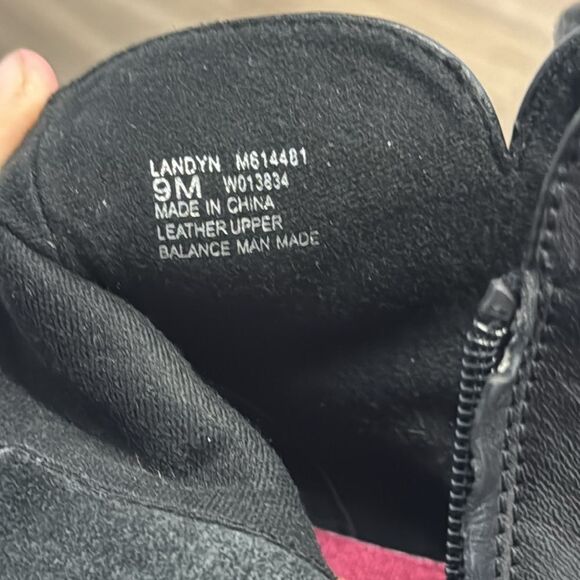 LANDYN M614481
9M W013834
MADE IN CHINA
LEATHER UPPER
BALANCE MAN MADE